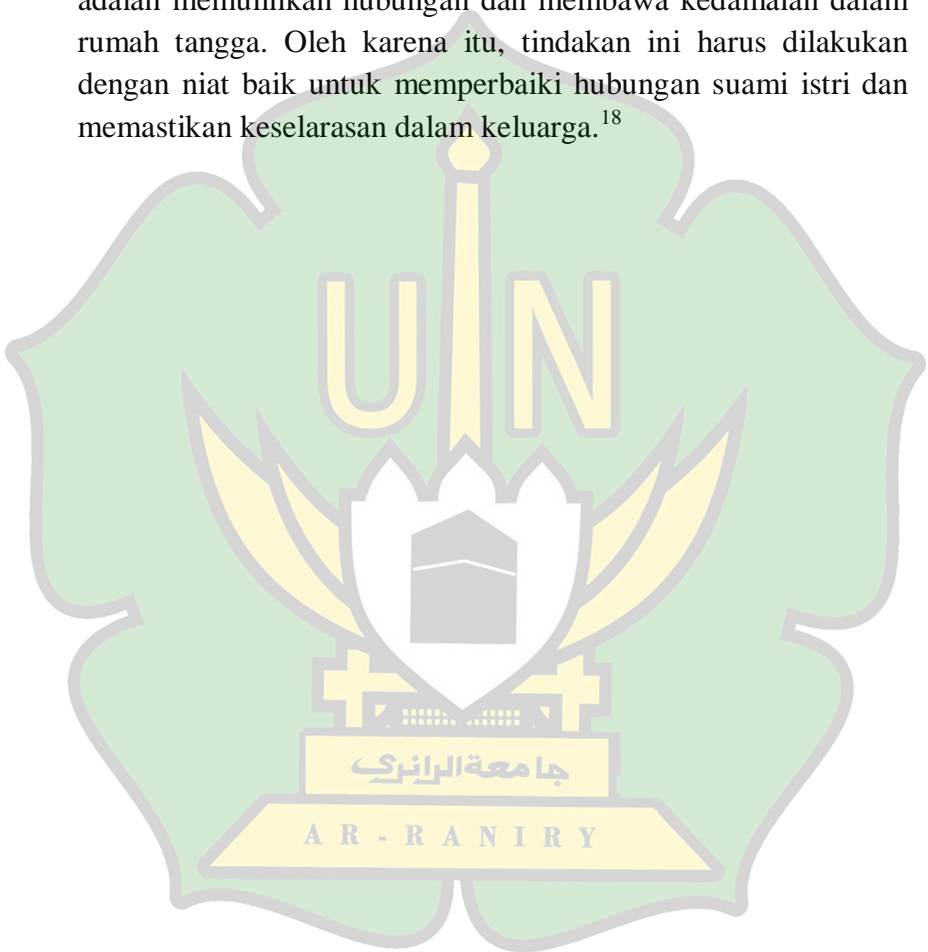 adalah memulihkan hubungan dan membawa kedamaian dalam
rumah tangga. Oleh karena itu, tindakan ini harus dilakukan
dengan niat baik untuk memperbaiki hubungan suami istri dan
memastikan keselarasan dalam keluarga.18
UIN
جامعةالرانري
AR-RANIRY